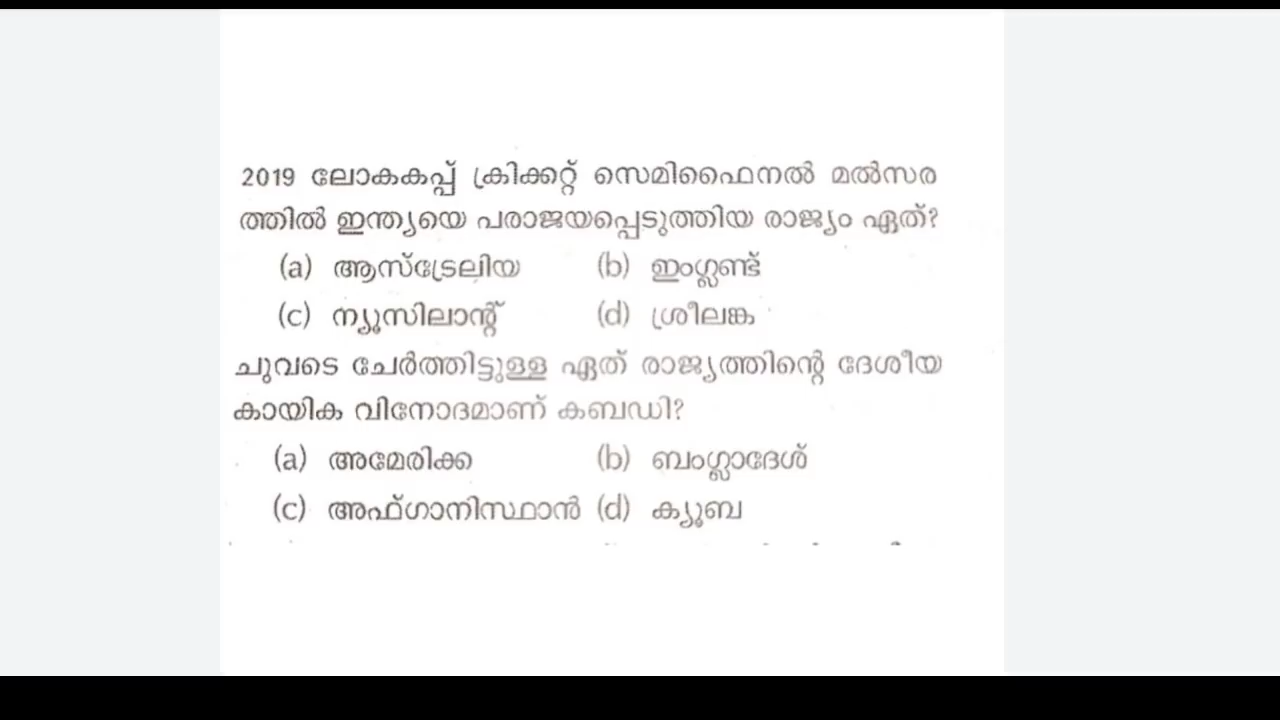 2019 ലോകകപ്പ് ക്രിക്കറ്റ് സെമിഫൈനൽ മൽസര
ത്തിൽ ഇന്ത്യയെ പരാജയപ്പെടുത്തിയ രാജ്യം ഏത്?
(a) ആസ്ട്രേലിയ (b) ഇംഗ്ലണ്ട്
(c) ന്യൂസിലാന്റ് (d) ശ്രീലങ്ക
ചുവടെ ചേർത്തിട്ടുള്ള ഏത് രാജ്യത്തിന്റെ ദേശീയ
കായിക വിനോദമാണ് കബഡി?
(a) അമേരിക്ക (b) ബംഗ്ലാദേശ്
(c) അഫ്ഗാനിസ്ഥാൻ (d) ക്യൂബ